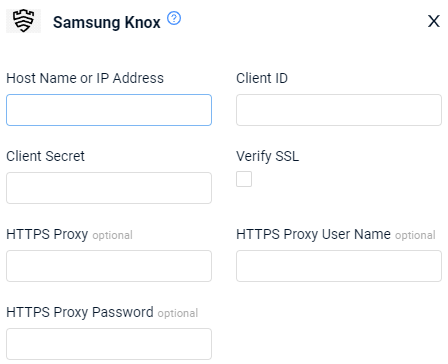 Samsung Knox ?
X
Host Name or IP Address
Client ID
Client Secret
Verify SSL
HTTPS Proxy optional
HTTPS Proxy User Name optional
HTTPS Proxy Password optional